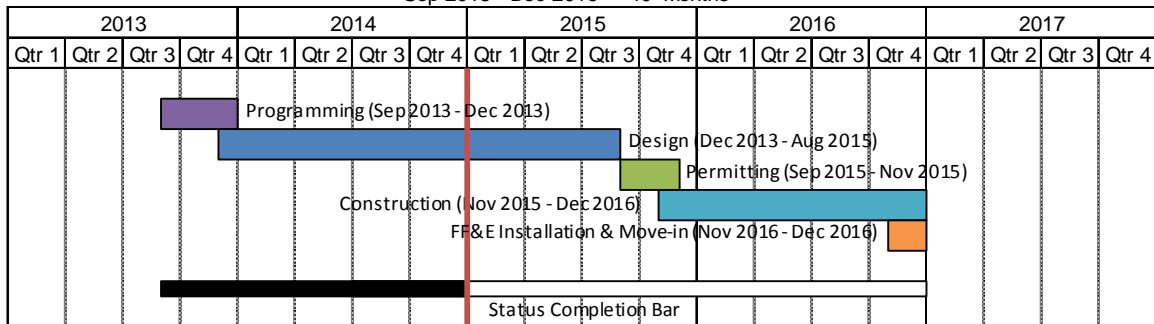 2013 2014 2015 2016 2017
Qtr 1 Qtr 2 Qtr 3 Qtr 4 Qtr 1 Qtr 2 Qtr 3 Qtr 4 Qtr 1 Qtr 2 Qtr 3 Qtr 4 Qtr 1 Qtr 2 Qtr 3 Qtr 4 Qtr 1 Qtr 2 Qtr 3 Qtr 4
Programming (Sep 2013 - Dec 2013)
Design (Dec 2013 - Aug 2015)
Permitting (Sep 2015 - Nov 2015)
Construction (Nov 2015 - Dec 2016)
FF&E Installation & Move-in (Nov 2016 - Dec 2016)
Status Completion Bar